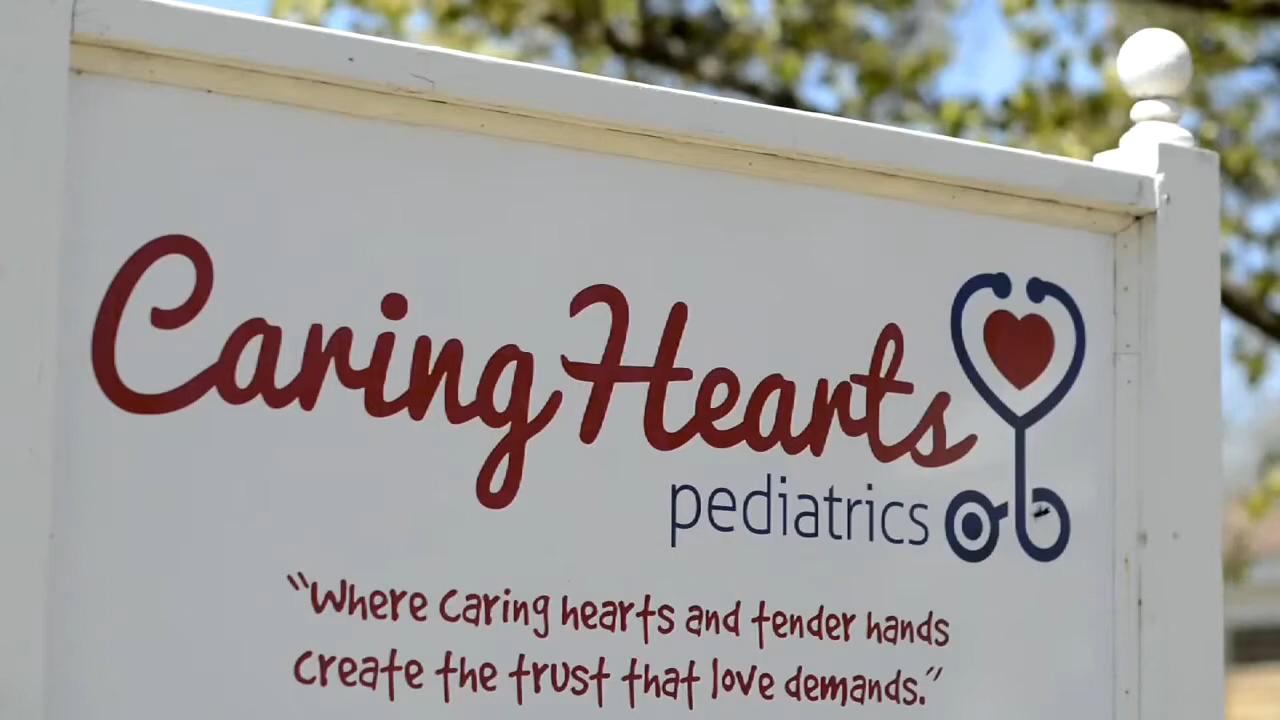 Caring Hearts
pediatrics
"Where caring hearts and tender hands
create the trust that love demands."